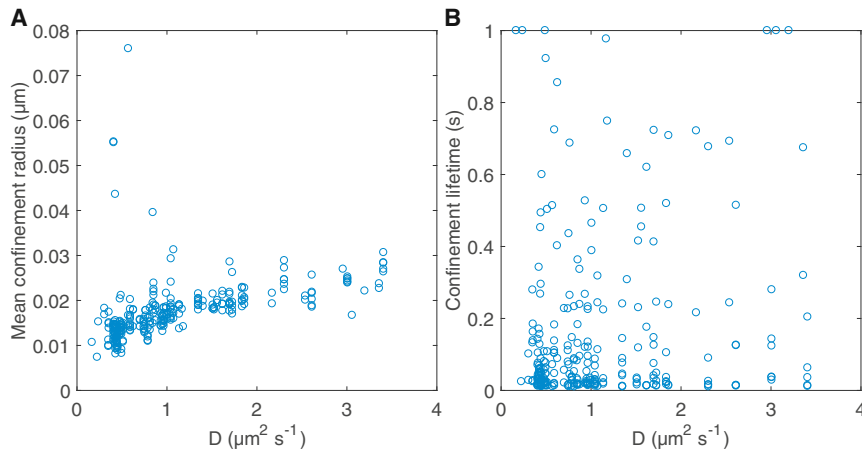 A
Mean confinement radius (μm)
0.08
0.07
0.06
0.05
0.04
0.03
0.02
0.01
0
0 1 2 3 4
D (μm² s⁻¹)
B
Confinement lifetime (s)
1
0.8
0.6
0.4
0.2
0
0 1 2 3 4
D (μm² s⁻¹)